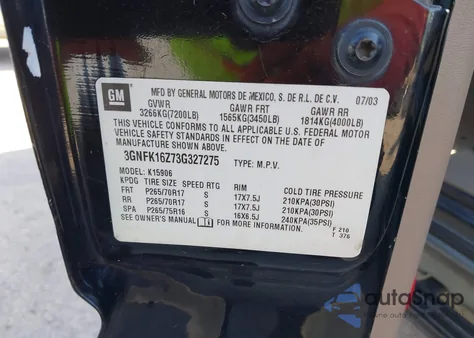 GM
MFD BY GENERAL MOTORS DE MEXICO, S. DE R.L. DE C.V. 07/03
GVWR GAWR FRT GAWR RR
3266KG(7200LB) 1565KG(3450LB) 1814KG(4000LB)
THIS VEHICLE CONFORMS TO ALL APPLICABLE U.S. FEDERAL MOTOR
VEHICLE SAFETY STANDARDS IN EFFECT ON THE DATE OF
MANUFACTURE SHOWN ABOVE.
3GNFK16Z73G327275 TYPE: M.P.V.
MODEL: K15906
KPDG TIRE SIZE SPEED RTG RIM COLD TIRE PRESSURE
FRT P265/70R17 S 17X7.5J 210KPA(30PSI)
RR P265/70R17 S 17X7.5J 210KPA(30PSI)
SPA P265/75R16 S 16X6.5J 240KPA(35PSI)
SEE OWNER'S MANUAL FOR MORE INFORMATION. F 210
T 376
autoSnap